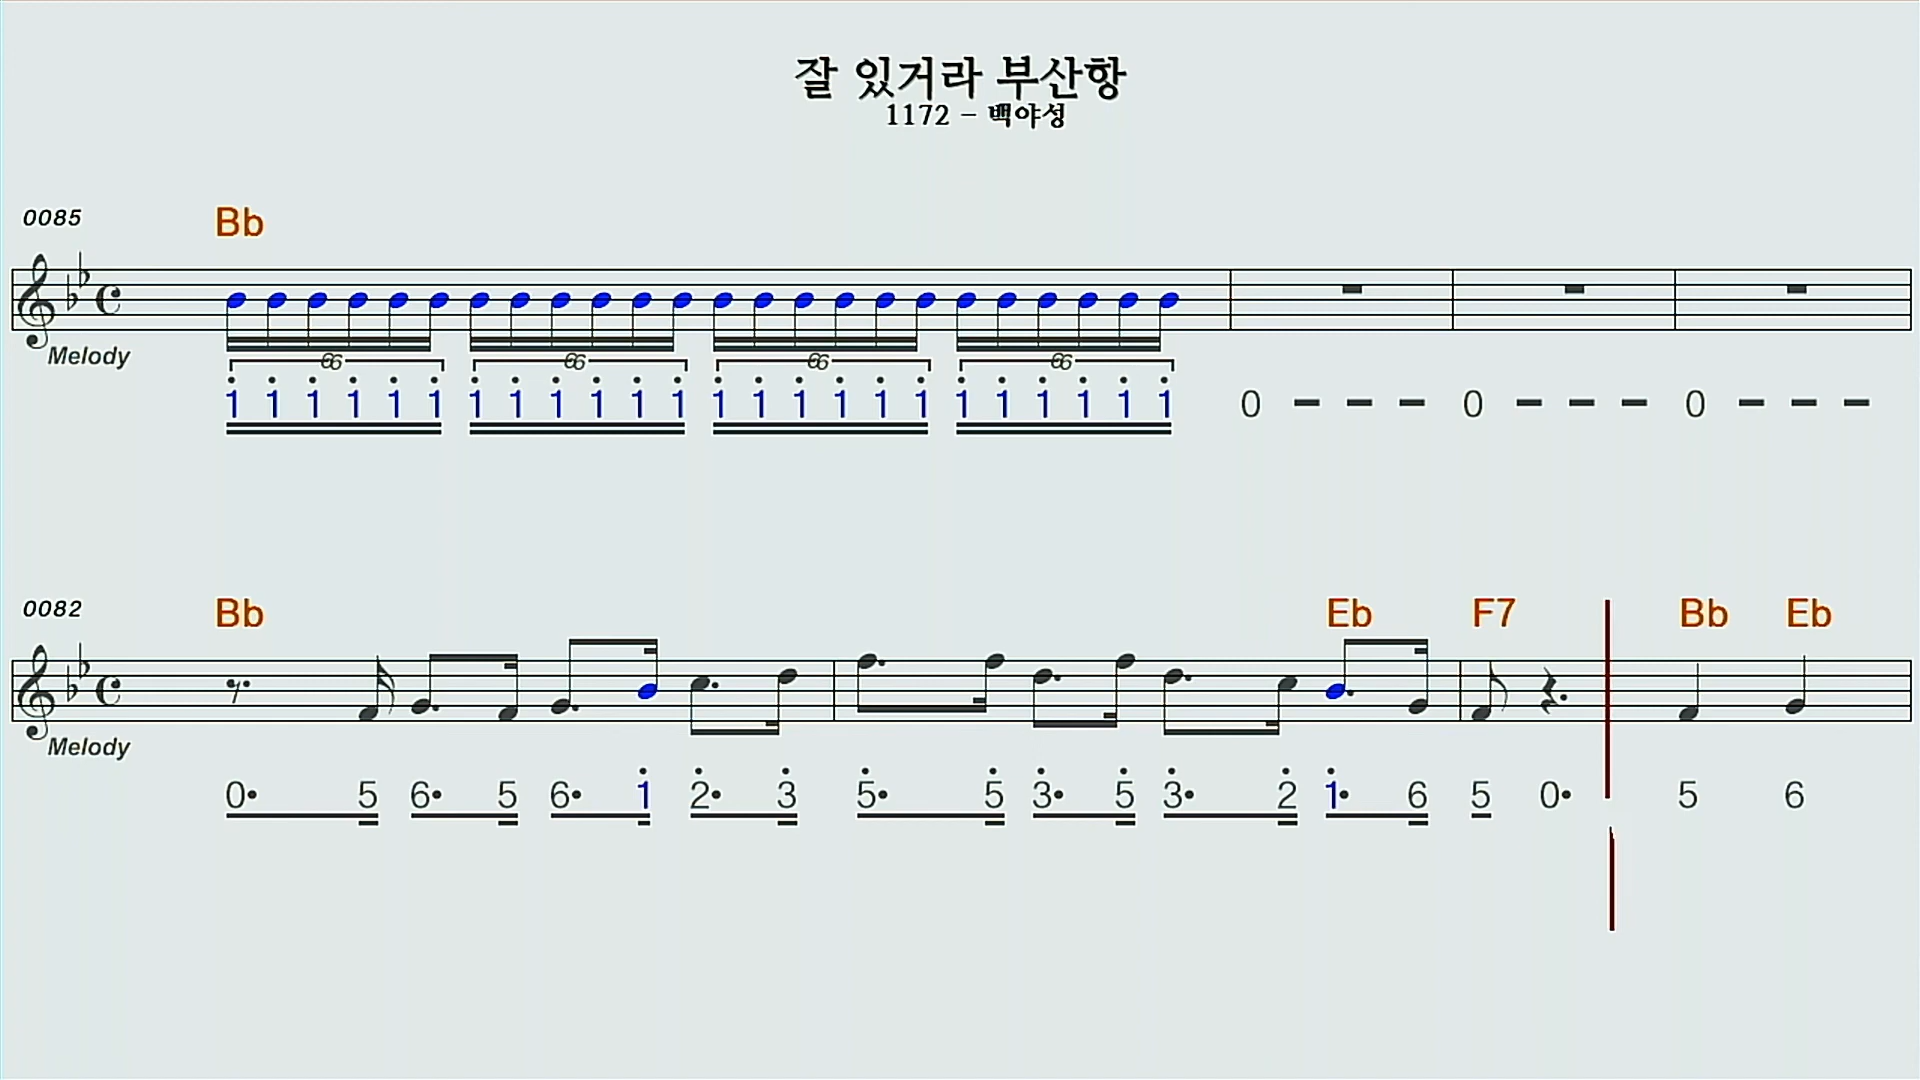 잘 있거라 부산항
1172 - 백야성
0085 Bb
Melody
6 6 6 6
1 1 1 1 1 1 1 1 1 1 1 1 1 1 1 1 1 1 1 1 1 1 1 1 0 - - - 0 - - - 0 - - -
0082 Bb Eb F7 Bb Eb
Melody
0• 5 6• 5 6• 1 2• 3 5• 5 3• 5 3• 2 1• 6 5 0• 5 6